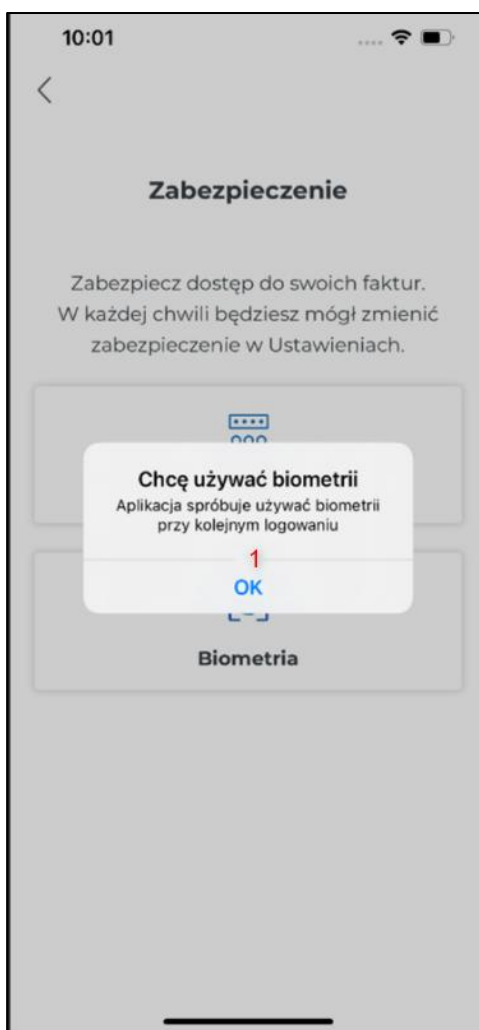 10:01
Zabezpieczenie
Zabezpiecz dostęp do swoich faktur.
W każdej chwili będziesz mógł zmienić
zabezpieczenie w Ustawieniach.
Chcę używać biometrii
Aplikacja spróbuje używać biometrii
przy kolejnym logowaniu
1
OK
Biometria